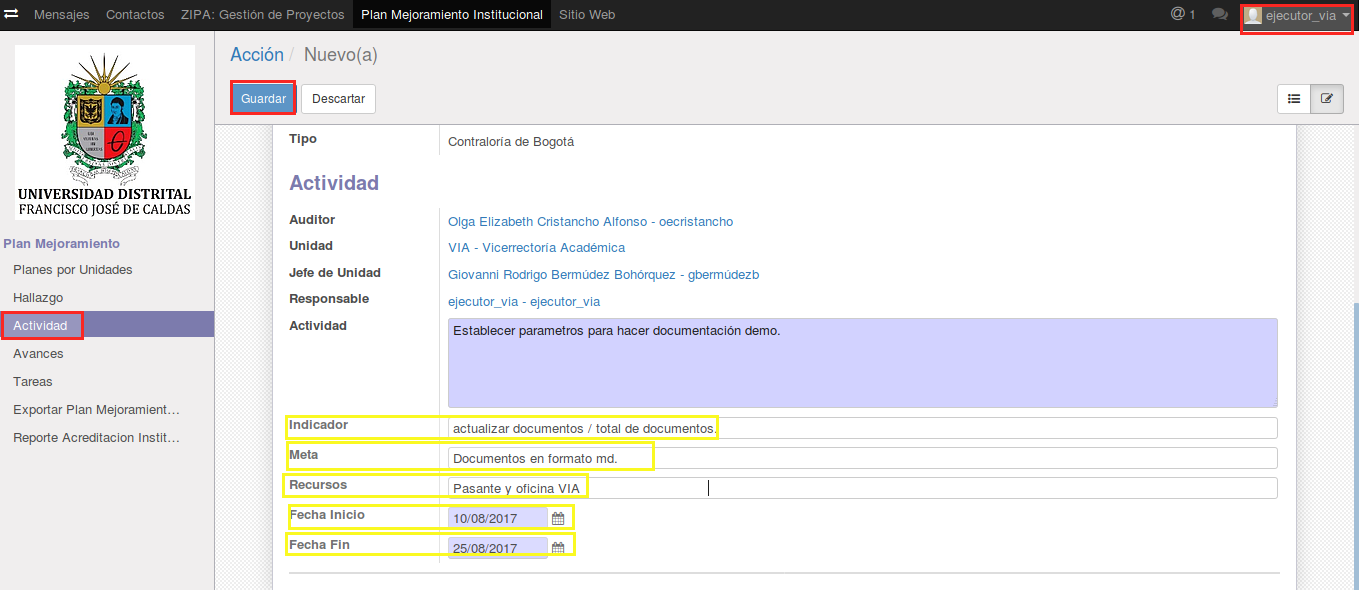 Mensajes Contactos ZIPA: Gestión de Proyectos Plan Mejoramiento Institucional Sitio Web @ 1 ejecutor_via
Acción / Nuevo(a)
Guardar Descartar
UNIVERSIDAD DISTRITAL
FRANCISCO JOSÉ DE CALDAS
Plan Mejoramiento
Planes por Unidades
Hallazgo
Actividad
Avances
Tareas
Exportar Plan Mejoramient...
Reporte Acreditacion Instit...
Tipo Contraloría de Bogotá
Actividad
Auditor Olga Elizabeth Cristancho Alfonso - oecristancho
Unidad VIA - Vicerrectoría Académica
Jefe de Unidad Giovanni Rodrigo Bermúdez Bohórquez - gbermúdezb
Responsable ejecutor_via - ejecutor_via
Actividad Establecer parametros para hacer documentación demo.
Indicador actualizar documentos / total de documentos.
Meta Documentos en formato md.
Recursos Pasante y oficina VIA
Fecha Inicio 10/08/2017
Fecha Fin 25/08/2017